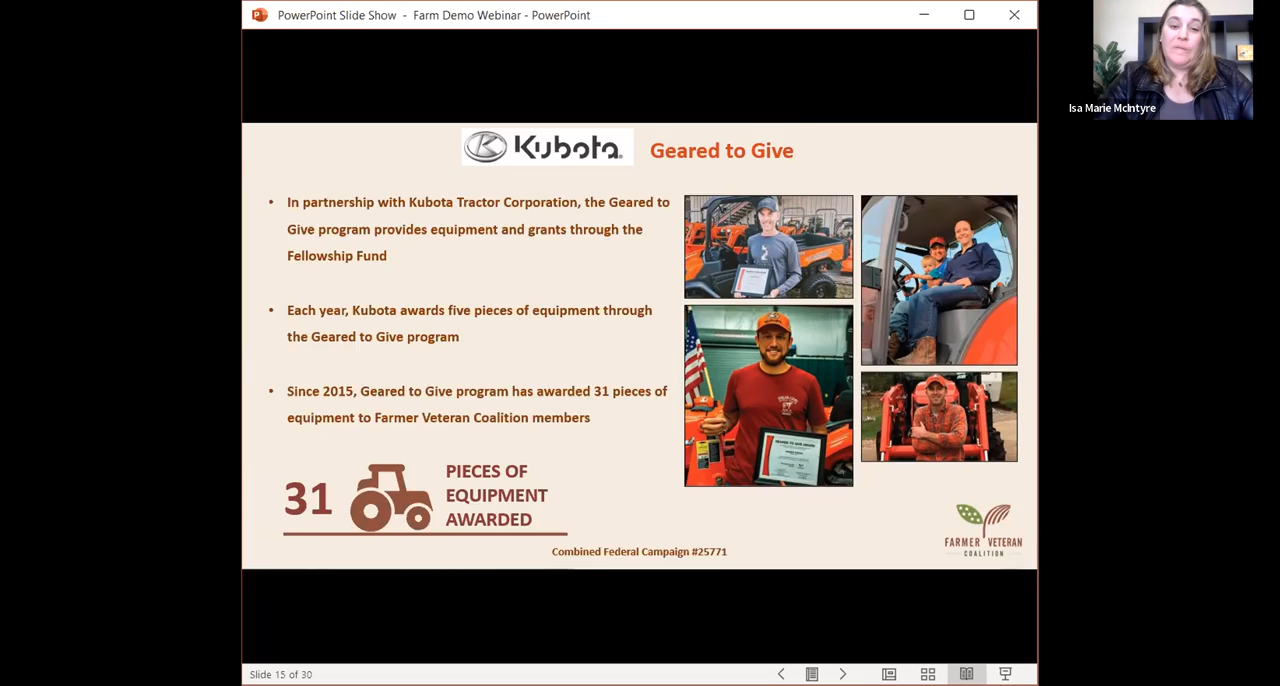 PowerPoint Slide Show - Farm Demo Webinar - PowerPoint
Isa Marie McIntyre
Kubota
Geared to Give
• In partnership with Kubota Tractor Corporation, the Geared to
Give program provides equipment and grants through the
Fellowship Fund
• Each year, Kubota awards five pieces of equipment through
the Geared to Give program
• Since 2015, Geared to Give program has awarded 31 pieces of
equipment to Farmer Veteran Coalition members
31
PIECES OF
EQUIPMENT
AWARDED
FARMER VETERAN
COALITION
Combined Federal Campaign #25771
Slide 15 of 30